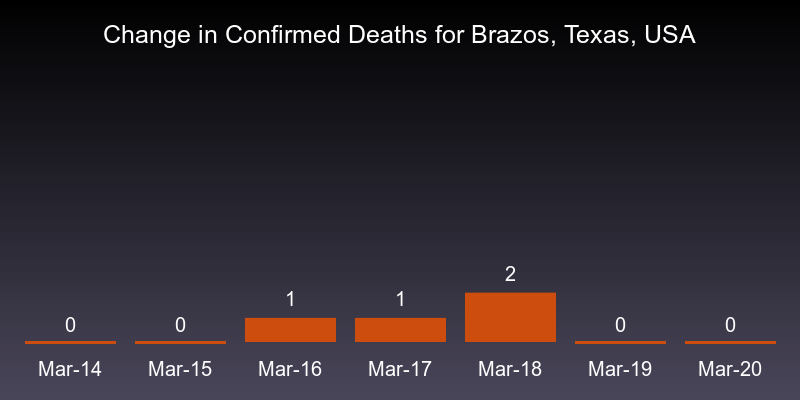 Change in Confirmed Deaths for Brazos, Texas, USA
2
1 1
0 0 0 0
Mar-14 Mar-15 Mar-16 Mar-17 Mar-18 Mar-19 Mar-20